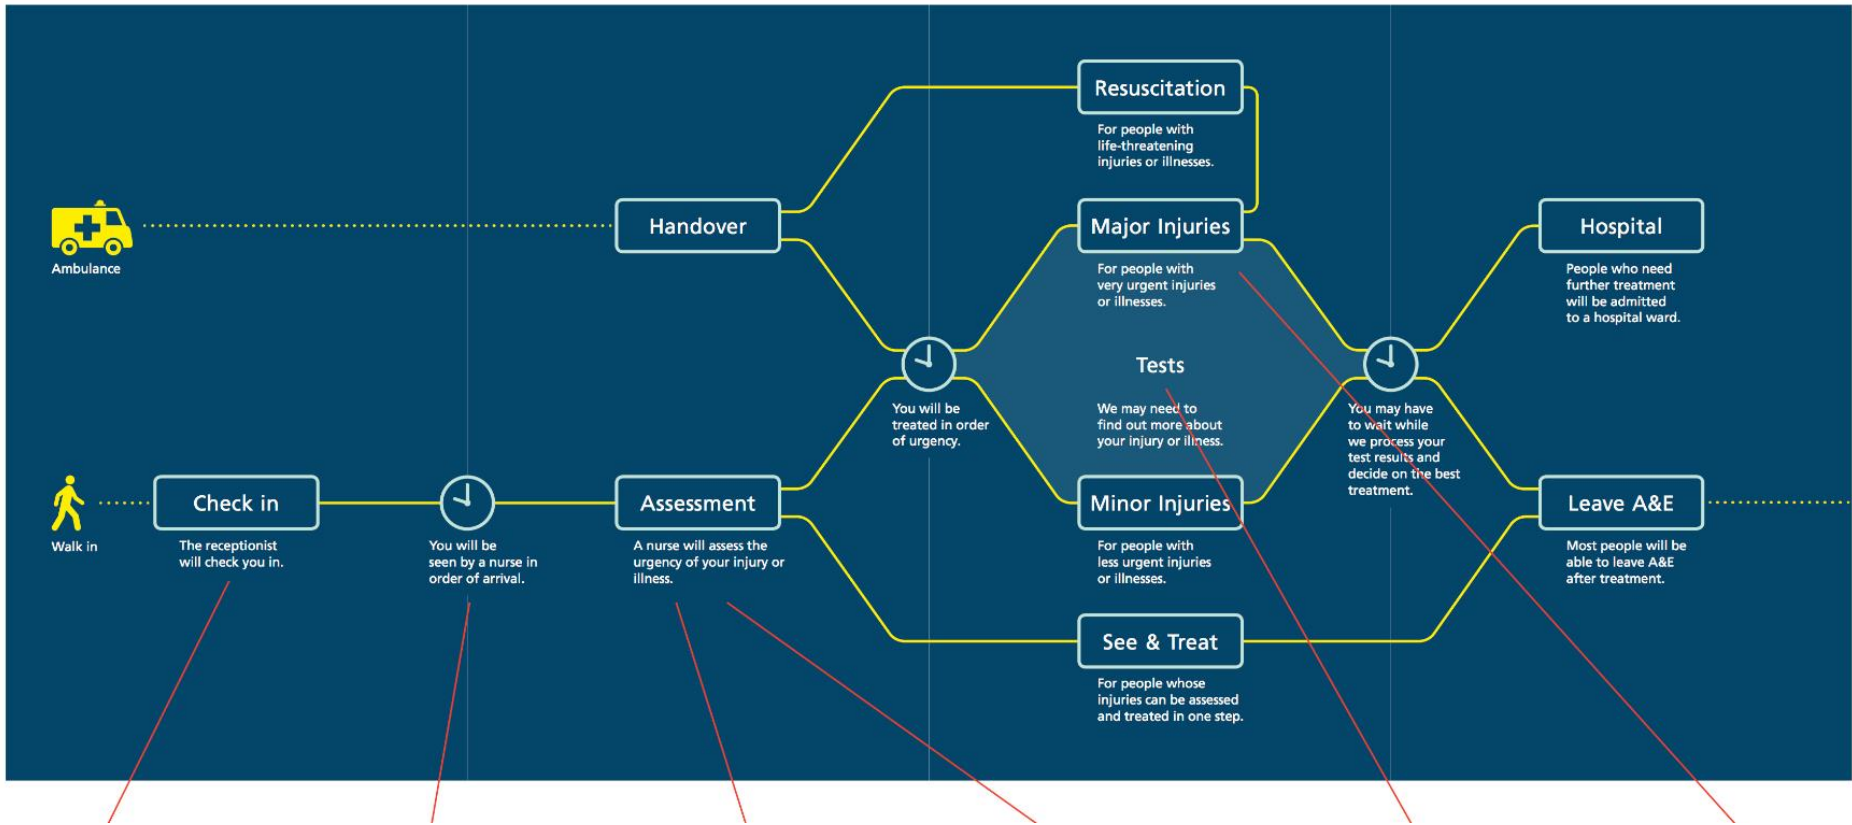 Resuscitation
For people with
life-threatening
injuries or illnesses.
Ambulance
Handover
Major Injuries
For people with
very urgent injuries
or illnesses.
Hospital
People who need
further treatment
will be admitted
to a hospital ward.
You will be
treated in order
of urgency.
Tests
We may need to
find out more about
your injury or illness.
You may have
to wait while
we process your
test results and
decide on the best
treatment.
Walk in
Check in
The receptionist
will check you in.
You will be
seen by a nurse in
order of arrival.
Assessment
A nurse will assess the
urgency of your injury or
illness.
Minor Injuries
For people with
less urgent injuries
or illnesses.
Leave A&E
Most people will be
able to leave A&E
after treatment.
See & Treat
For people whose
injuries can be assessed
and treated in one step.